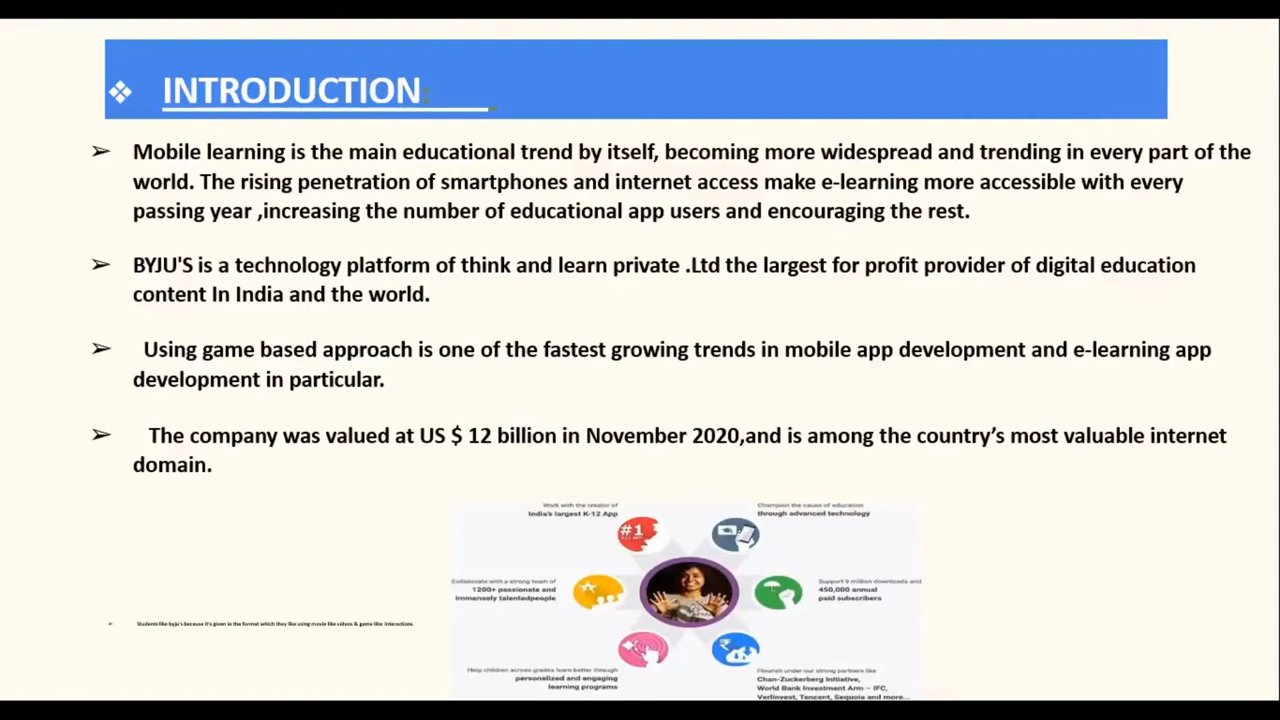 ❖ INTRODUCTION:
➢ Mobile learning is the main educational trend by itself, becoming more widespread and trending in every part of the
world. The rising penetration of smartphones and internet access make e-learning more accessible with every
passing year ,increasing the number of educational app users and encouraging the rest.
➢ BYJU'S is a technology platform of think and learn private .Ltd the largest for profit provider of digital education
content In India and the world.
➢ Using game based approach is one of the fastest growing trends in mobile app development and e-learning app
development in particular.
➢ The company was valued at US $ 12 billion in November 2020,and is among the country's most valuable internet
domain.
Work with the creator of
India's largest K-12 App
#1
Champion the cause of education
through advanced technology
Collaborate with a strong team of
1200+ passionate and
immensely talentedpeople
Support 9 million downloads and
450,000 annual
paid subscribers
➢ Students like byju's because it's given in the format which they like using movie like videos & game like interactions.
Help children across grades learn better through
personalized and engaging
learning programs
Flourish under our strong partners like
Chan-Zuckerberg Initiative,
World Bank Investment Arm – IFC,
Verlinvest, Tencent, Sequoia and more...